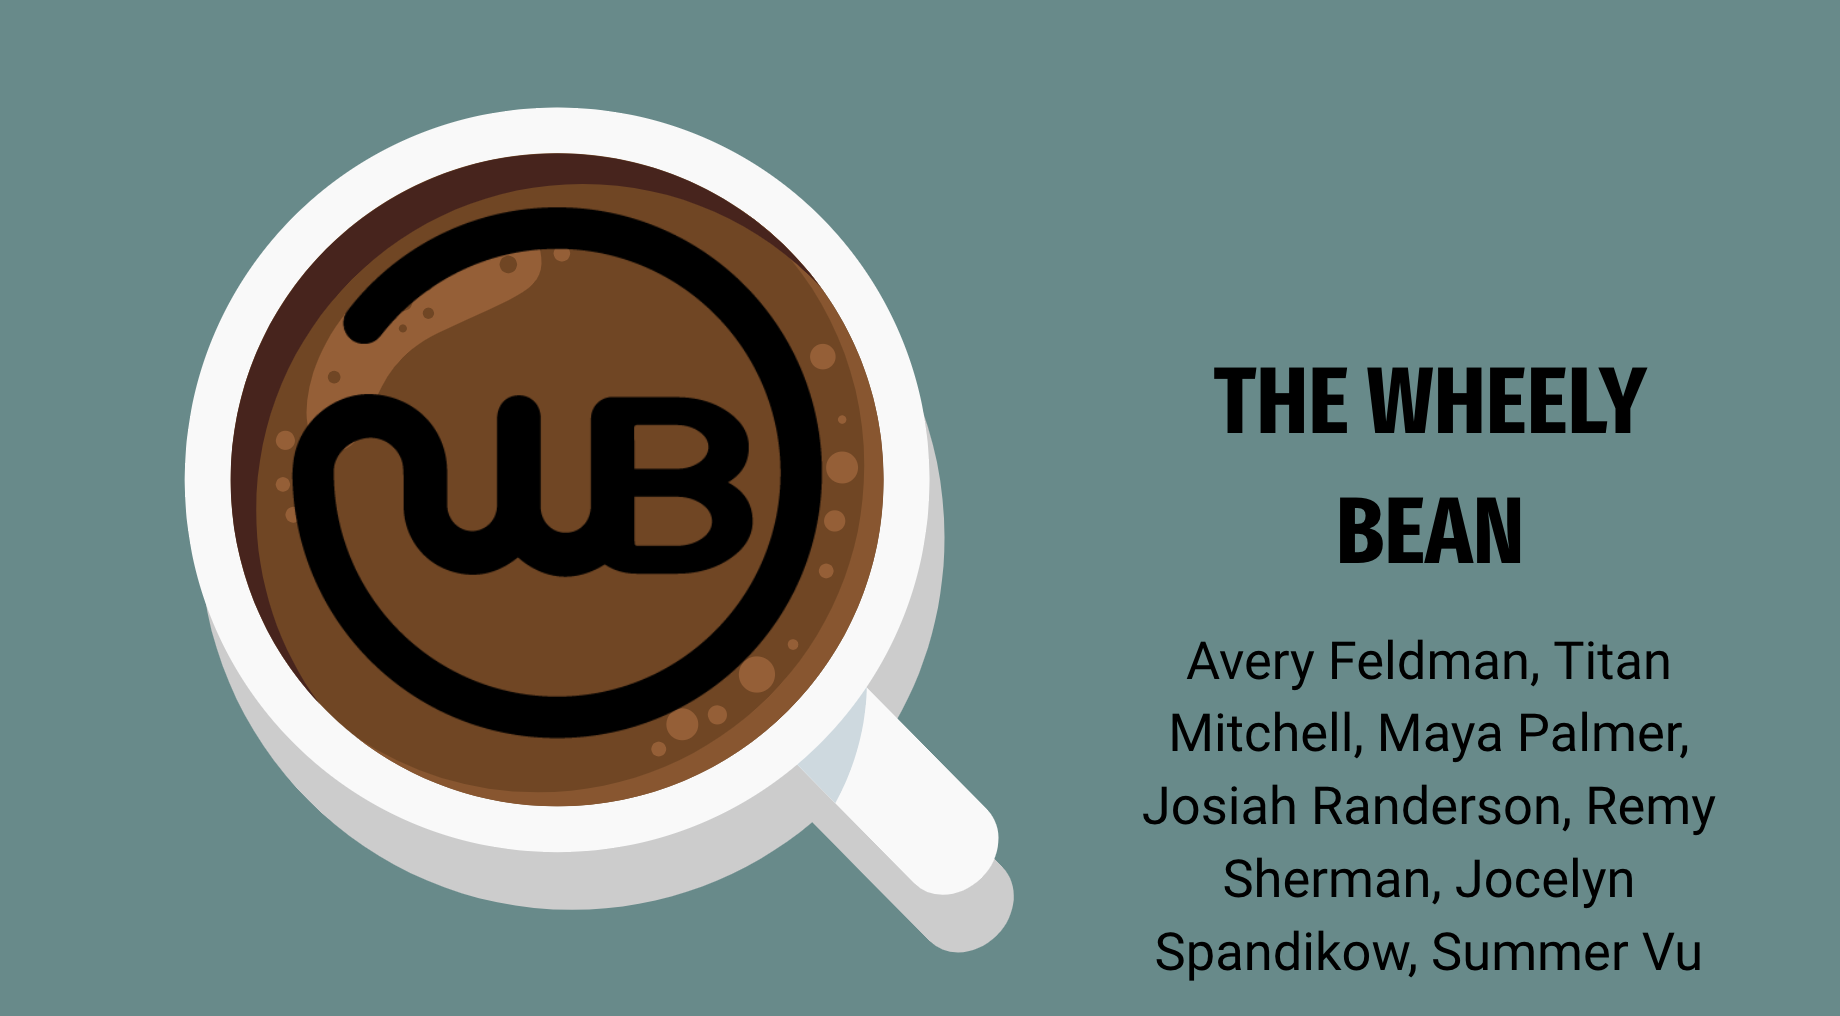 WB
THE WHEELY
BEAN
Avery Feldman, Titan
Mitchell, Maya Palmer,
Josiah Randerson, Remy
Sherman, Jocelyn
Spandikow, Summer Vu